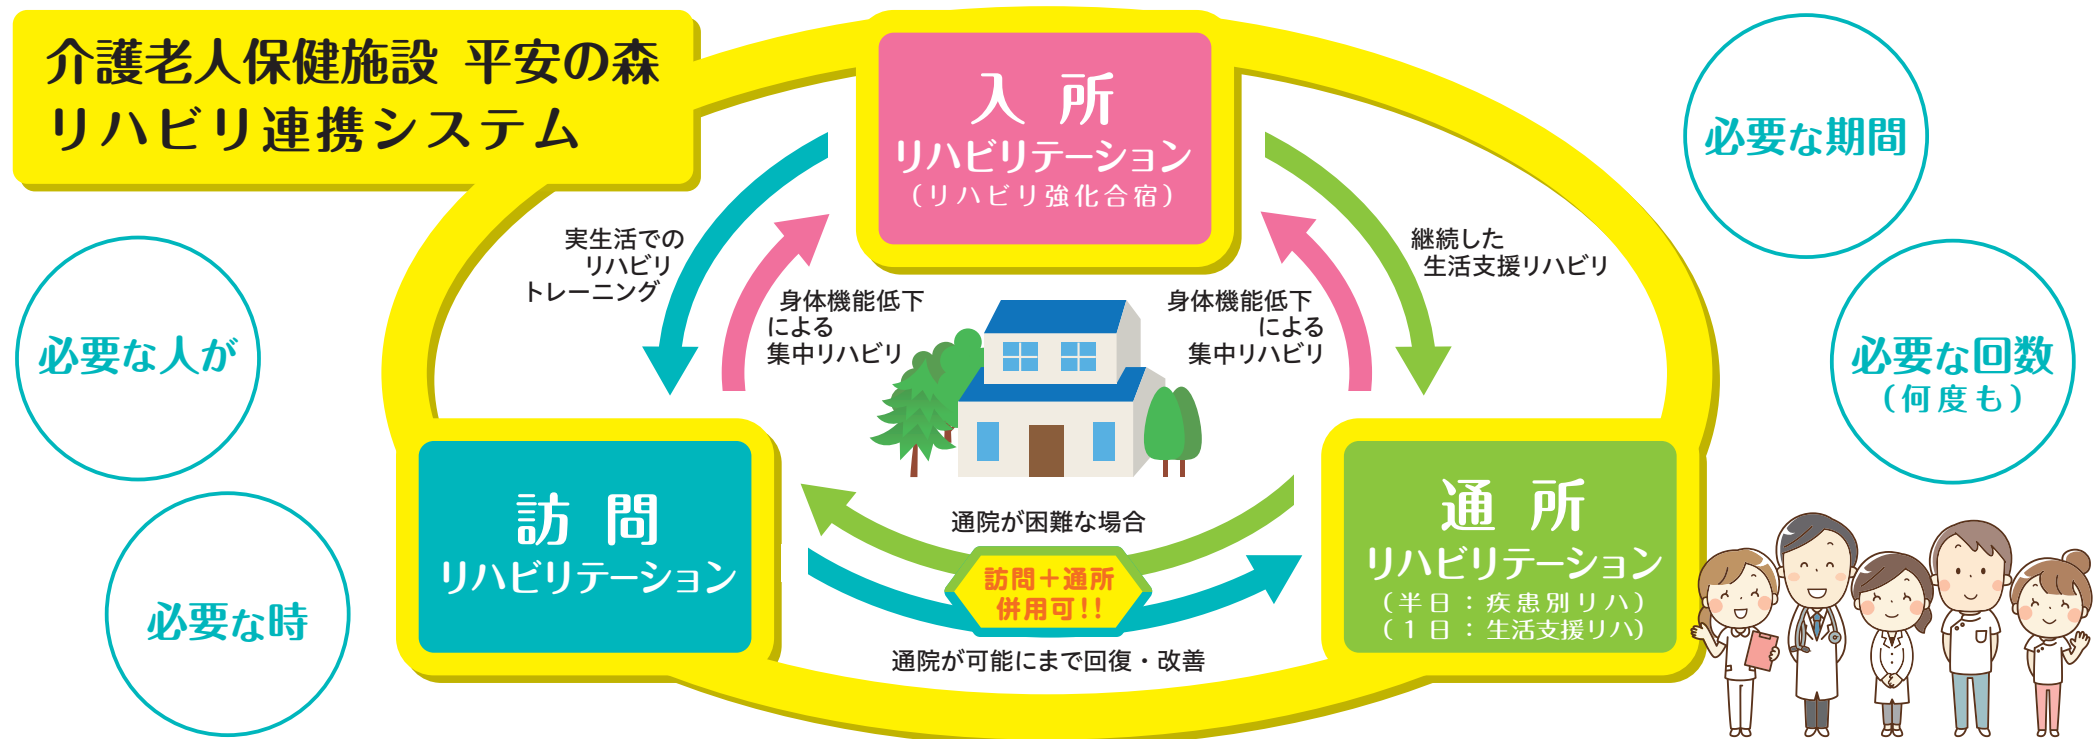 介護老人保健施設 平安の森
リハビリ連携システム
入所
リハビリテーション
(リハビリ強化合宿)
必要な期間
必要な人が
必要な回数
(何度も)
必要な時
実生活での
リハビリ
トレーニング
身体機能低下
による
集中リハビリ
身体機能低下
による
集中リハビリ
継続した
生活支援リハビリ
訪問
リハビリテーション
通院が困難な場合
訪問+通所
併用可!!
通院が可能にまで回復・改善
通所
リハビリテーション
(半日:疾患別リハ)
(1日:生活支援リハ)